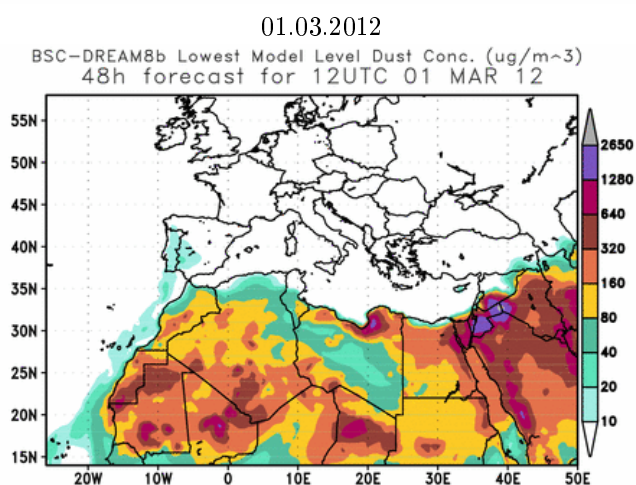 01.03.2012
BSC-DREAM8b Lowest Model Level Dust Conc. (ug/m^3)
48h forecast for 12UTC 01 MAR 12
55N
50N
45N
40N
35N
30N
25N
20N
15N
20W
10W
0
10E
20E
30E
40E
50E
2650
1280
640
320
160
80
40
20
10